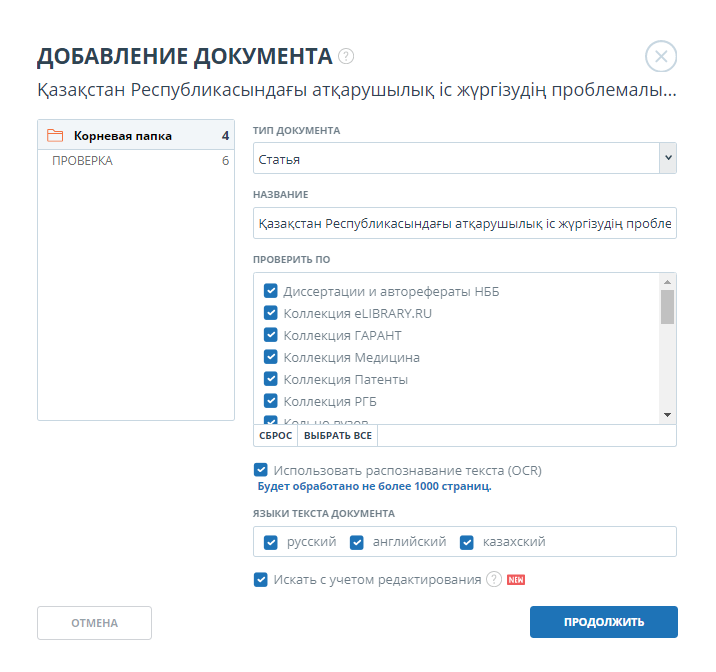 ДОБАВЛЕНИЕ ДОКУМЕНТА ?
Қазақстан Республикасындағы атқарушылық іс жүргізудің проблемалы...
Корневая папка 4
ПРОВЕРКА 6
ТИП ДОКУМЕНТА
Статья
НАЗВАНИЕ
Қазақстан Республикасындағы атқарушылық іс жүргізудің пробле
ПРОВЕРИТЬ ПО
Диссертации и авторефераты НББ
Коллекция eLIBRARY.RU
Коллекция ГАРАНТ
Коллекция Медицина
Коллекция Патенты
Коллекция РГБ
Кольцо вузов
СБРОС ВЫБРАТЬ ВСЕ
Использовать распознавание текста (OCR)
Будет обработано не более 1000 страниц.
ЯЗЫКИ ТЕКСТА ДОКУМЕНТА
русский английский казахский
Искать с учетом редактирования ? NEW
ОТМЕНА ПРОДОЛЖИТЬ